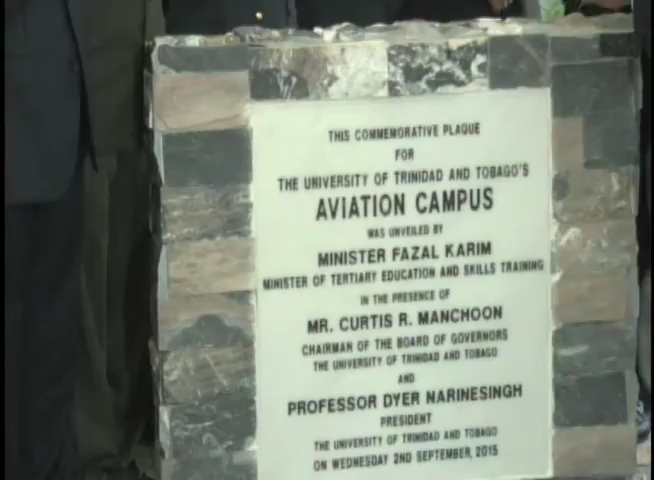 THIS COMMEMORATIVE PLAQUE
FOR
THE UNIVERSITY OF TRINIDAD AND TOBAGO'S
AVIATION CAMPUS
WAS UNVEILED BY
MINISTER FAZAL KARIM
MINISTER OF TERTIARY EDUCATION AND SKILLS TRAINING
IN THE PRESENCE OF
MR. CURTIS R. MANCHOON
CHAIRMAN OF THE BOARD OF GOVERNORS
THE UNIVERSITY OF TRINIDAD AND TOBAGO
AND
PROFESSOR DYER NARINESINGH
PRESIDENT
THE UNIVERSITY OF TRINIDAD AND TOBAGO
ON WEDNESDAY 2ND SEPTEMBER, 2015